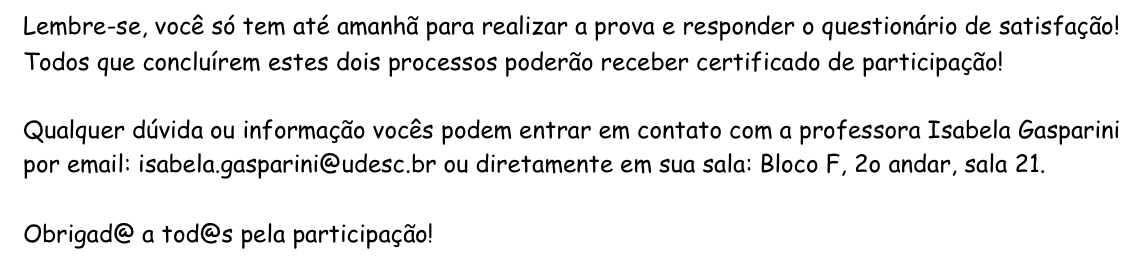 Lembre-se, você só tem até amanhã para realizar a prova e responder o questionário de satisfação!
Todos que concluírem estes dois processos poderão receber certificado de participação!
Qualquer dúvida ou informação vocês podem entrar em contato com a professora Isabela Gasparini
por email: isabela.gasparini@udesc.br ou diretamente em sua sala: Bloco F, 2o andar, sala 21.
Obrigad@ a tod@s pela participação!